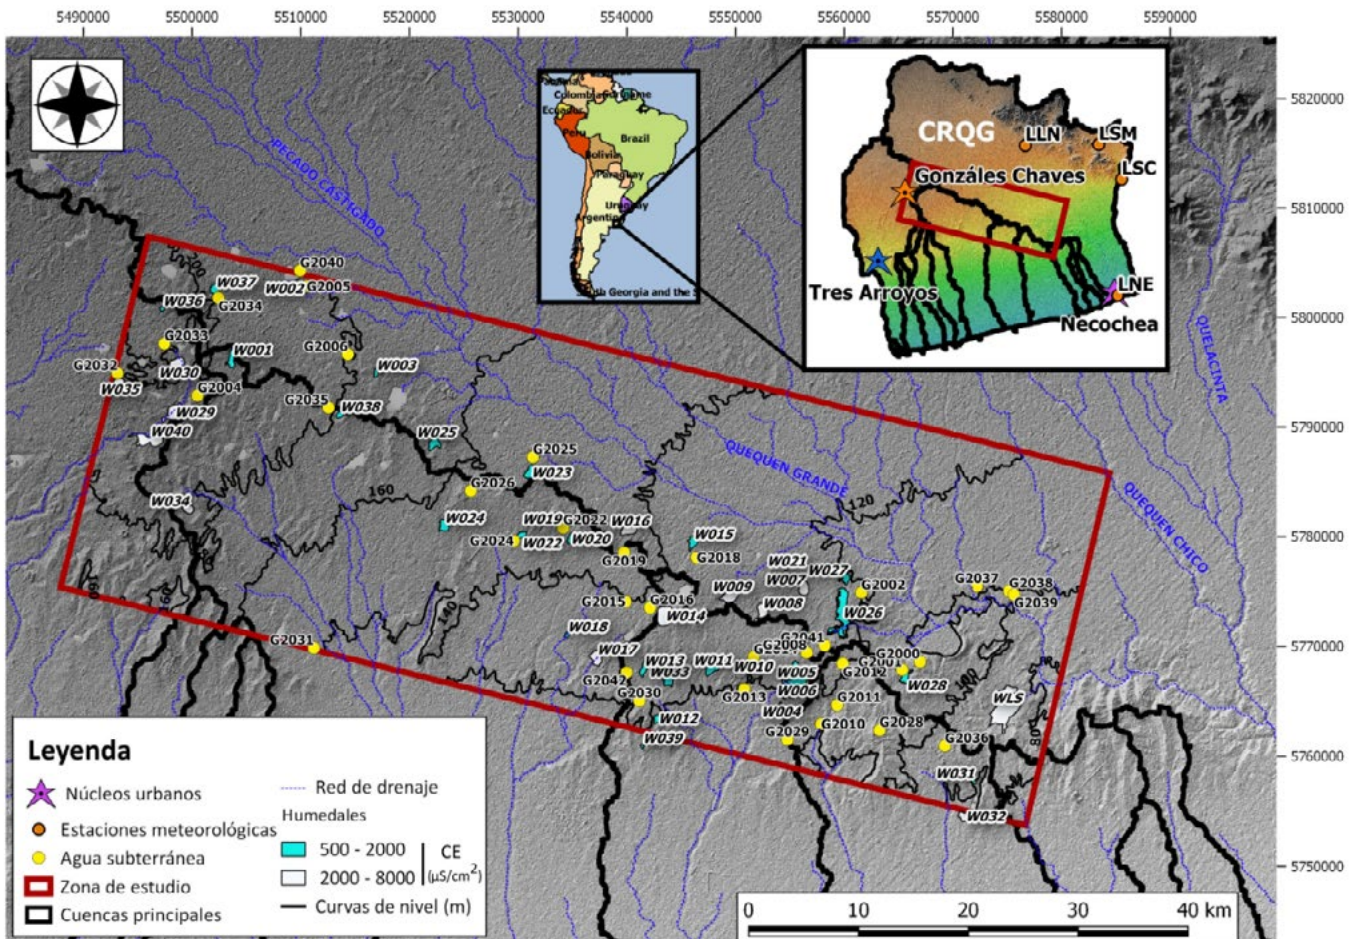 5490000 5500000 5510000 5520000 5530000 5540000 5550000 5560000 5570000 5580000 5590000
5820000
5810000
5800000
5790000
5780000
5770000
5760000
5750000
PECADO CASTIGADO
Colombia
Ecuador
Peru
Brazil
Bolivia
Paraguay
Uruguay
Argentina
South Georgia and the S
CRQG
LLN
LSM
LSC
Gonzáles Chaves
Tres Arroyos
LNE
Necochea
QUELACINTA
QUEQUEN GRANDE
QUEQUEN CHICO
200
G2040
W037
W002
G2005
W036
G2034
G2033
G2006
W001
W003
G2032
W030
W035
G2004
G2035
W038
W029
W040
W025
G2025
W023
G2026
160
120
W034
W024
W019
G2022
W016
W015
G2024
W022
W020
G2019
G2018
W021
W027
W009
W007
G2002
G2037
G2038
G2039
160
160
140
G2015
G2016
W014
W008
W026
W018
G2031
W017
G2041
G2008
G2000
G2001
W013
W011
W010
W005
G2012
W033
G2042
W006
W028
G2030
G2013
G2011
WLS
W004
W012
G2010
G2028
80
W039
G2029
G2036
W031
W032
Leyenda
Núcleos urbanos
Estaciones meteorológicas
Agua subterránea
Zona de estudio
Cuencas principales
Red de drenaje
Humedales
500 - 2000
2000 - 8000
CE
(µS/cm²)
Curvas de nivel (m)
0 10 20 30 40 km